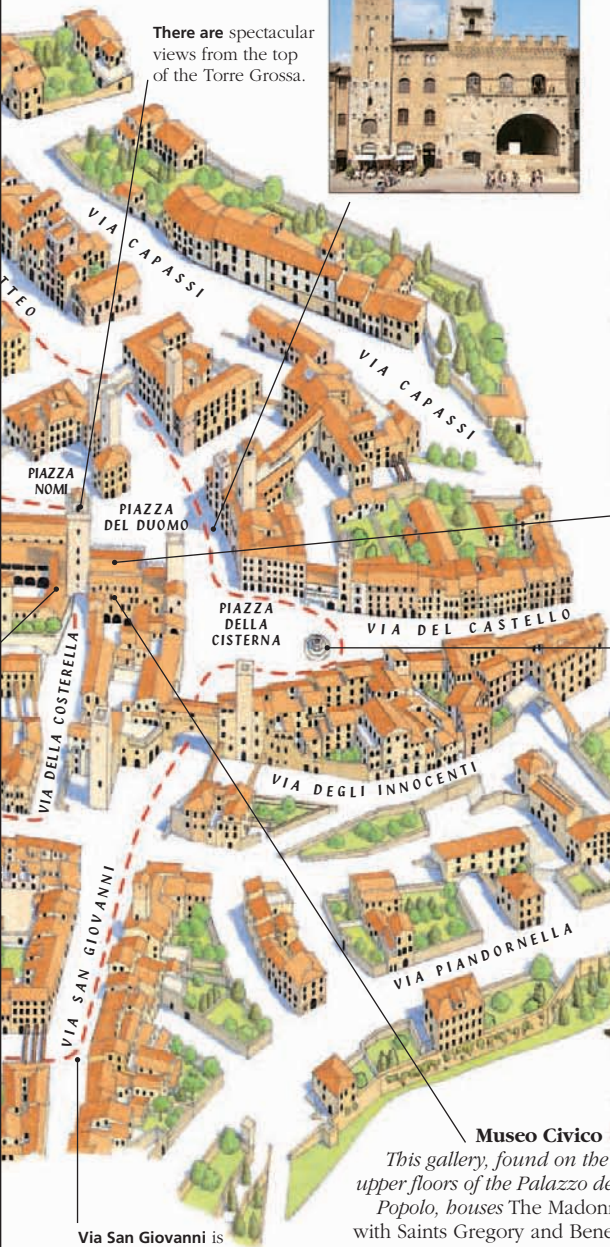 There are spectacular
views from the top
of the Torre Grossa.
VIA CAPASSI
TTEO
VIA CAPASSI
PIAZZA
NOMI
PIAZZA
DEL DUOMO
PIAZZA
DELLA
CISTERNA
VIA DEL CASTELLO
VIA DELLA COSTERELLA
VIA DEGLI INNOCENTI
VIA SAN GIOVANNI
VIA PIANDORNELLA
Museo Civico
This gallery, found on the
upper floors of the Palazzo de
Popolo, houses The Madonn
with Saints Gregory and Bene
Via San Giovanni is